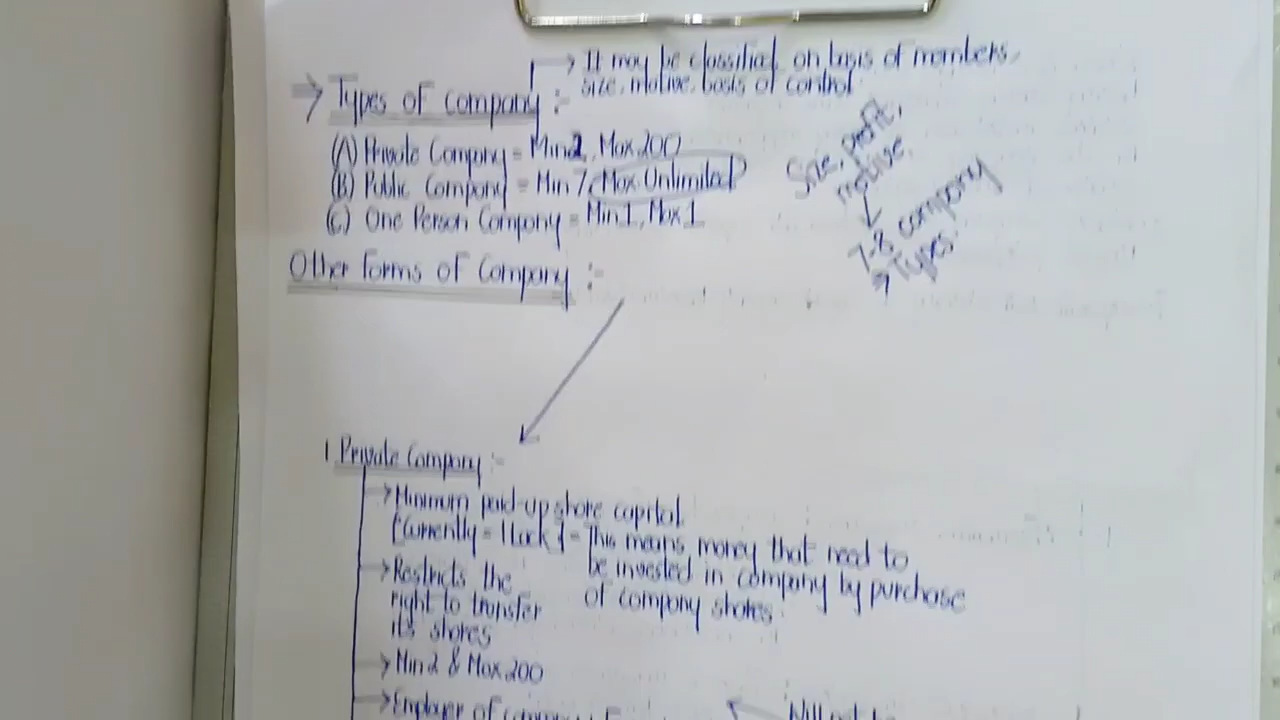 → It may be classified on basis of members,
size, motive, basis of control
⇒ Types of company :-
(A) Private Company = Min 2, Max 200
(B) Public Company = Min 7, Max Unlimited
(C) One Person Company = Min 1, Max 1
Size, profit,
motive.
↓
7-8 company
Types.
Other forms of Company :-
1 Private Company :-
→ Minimum paid-up share capital
{Currently = 1 Lack} - This means money that need to
be invested in company by purchase
of company shares.
→ Restricts the
right to transfer
its shares
→ Min 2 & Max 200
→ Employer of company
Will not be